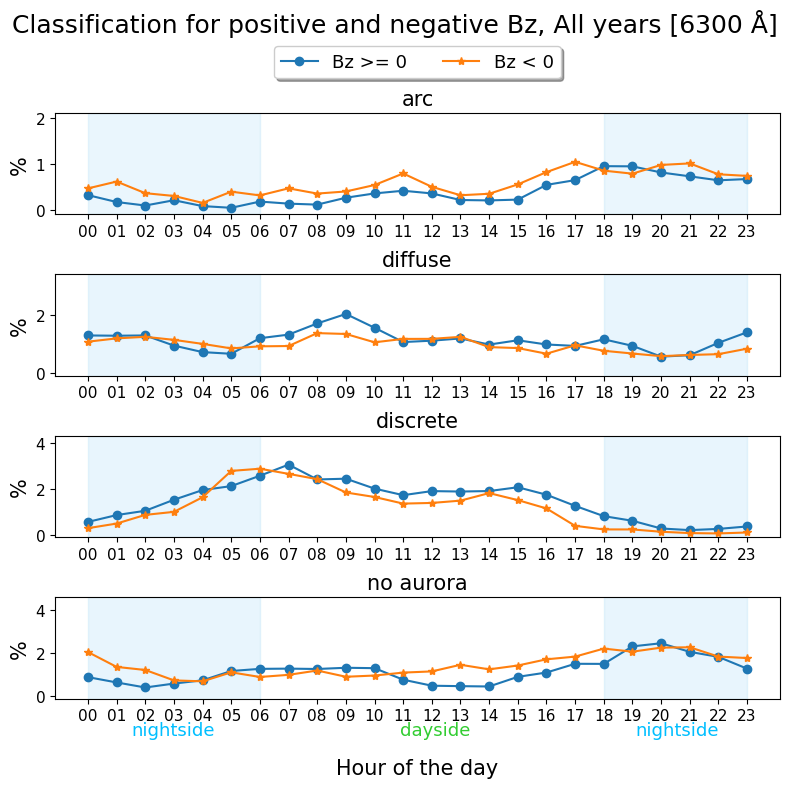 Classification for positive and negative Bz, All years [6300 Å]
Bz >= 0 Bz < 0
arc
2
1
0
%
00 01 02 03 04 05 06 07 08 09 10 11 12 13 14 15 16 17 18 19 20 21 22 23
diffuse
2
0
%
00 01 02 03 04 05 06 07 08 09 10 11 12 13 14 15 16 17 18 19 20 21 22 23
discrete
4
2
0
%
00 01 02 03 04 05 06 07 08 09 10 11 12 13 14 15 16 17 18 19 20 21 22 23
no aurora
4
2
0
%
00 01 02 03 04 05 06 07 08 09 10 11 12 13 14 15 16 17 18 19 20 21 22 23
nightside dayside nightside
Hour of the day